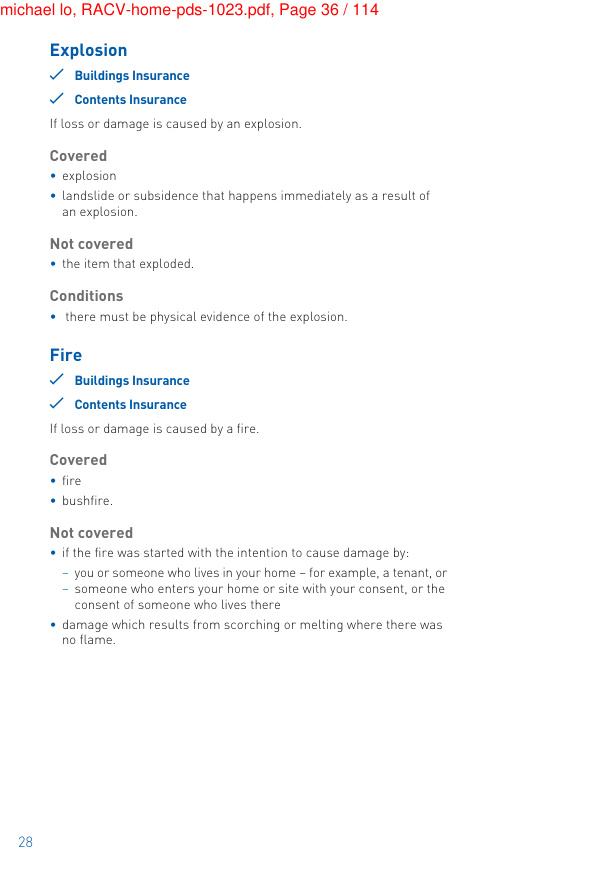 michael lo, RACV-home-pds-1023.pdf, Page 36 / 114
Explosion
✓ Buildings Insurance
✓ Contents Insurance
If loss or damage is caused by an explosion.
Covered
• explosion
• landslide or subsidence that happens immediately as a result of
an explosion.
Not covered
• the item that exploded.
Conditions
• there must be physical evidence of the explosion.
Fire
✓ Buildings Insurance
✓ Contents Insurance
If loss or damage is caused by a fire.
Covered
• fire
• bushfire.
Not covered
• if the fire was started with the intention to cause damage by:
– you or someone who lives in your home – for example, a tenant, or
– someone who enters your home or site with your consent, or the
consent of someone who lives there
• damage which results from scorching or melting where there was
no flame.
28